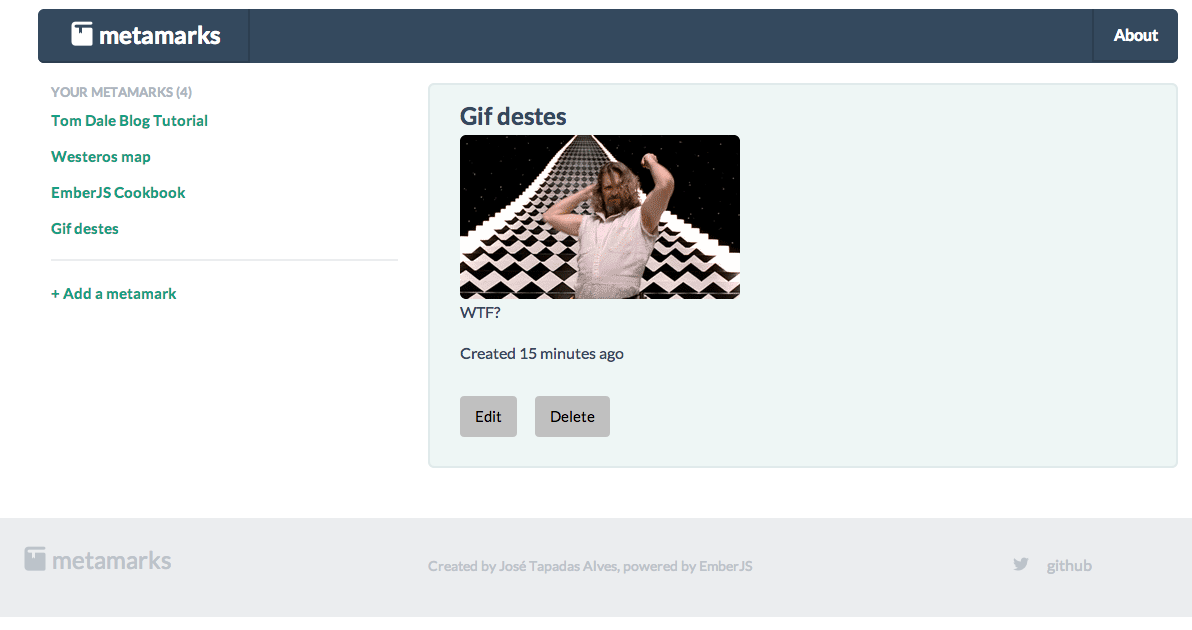 metamarks
About
YOUR METAMARKS (4)
Tom Dale Blog Tutorial
Westeros map
EmberJS Cookbook
Gif destes
+ Add a metamark
Gif destes
WTF?
Created 15 minutes ago
Edit
Delete
metamarks
Created by José Tapadas Alves, powered by EmberJS
github